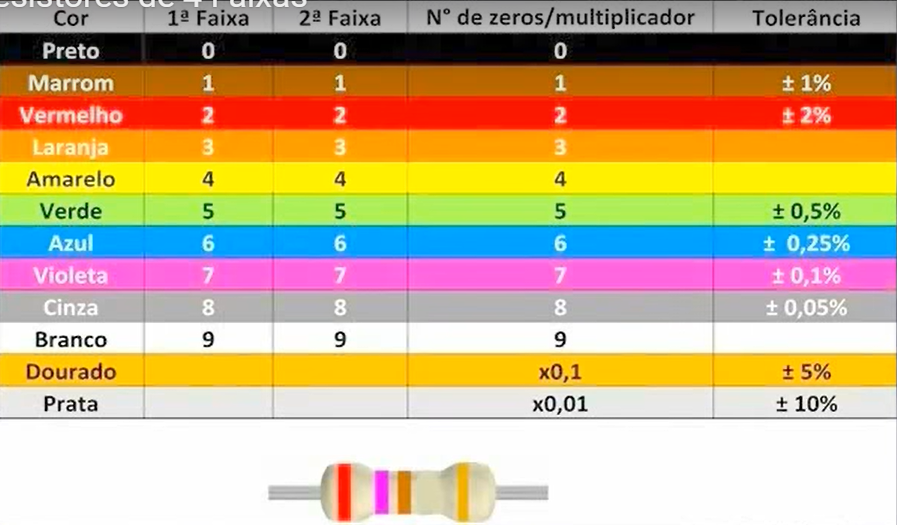 esistores de 4 Faixas
Cor 1ª Faixa 2ª Faixa N° de zeros/multiplicador Tolerância
Preto 0 0 0
Marrom 1 1 1 ± 1%
Vermelho 2 2 2 ± 2%
Laranja 3 3 3
Amarelo 4 4 4
Verde 5 5 5 ± 0,5%
Azul 6 6 6 ± 0,25%
Violeta 7 7 7 ± 0,1%
Cinza 8 8 8 ± 0,05%
Branco 9 9 9
Dourado x0,1 ± 5%
Prata x0,01 ± 10%